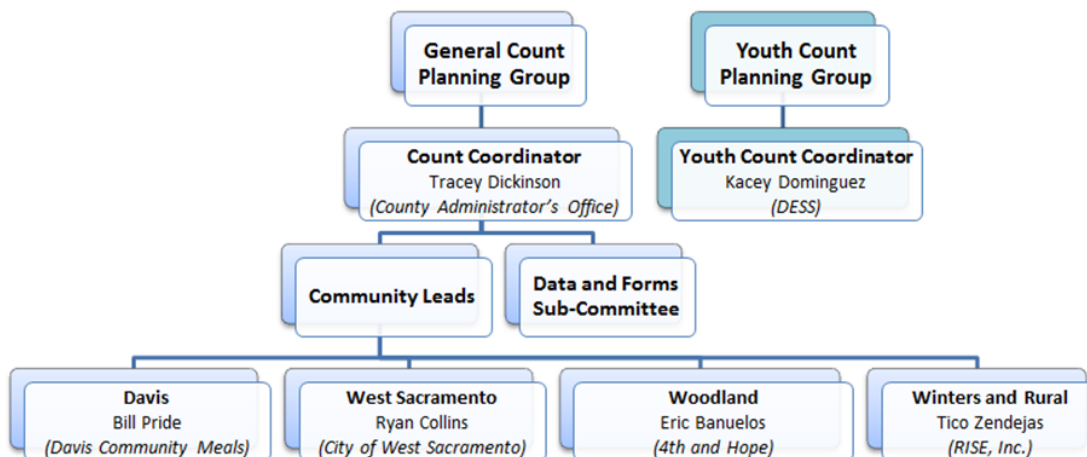 General Count
Planning Group
Youth Count
Planning Group
Count Coordinator
Tracey Dickinson
(County Administrator's Office)
Youth Count Coordinator
Kacey Dominguez
(DESS)
Community Leads
Data and Forms
Sub-Committee
Davis
Bill Pride
(Davis Community Meals)
West Sacramento
Ryan Collins
(City of West Sacramento)
Woodland
Eric Banuelos
(4th and Hope)
Winters and Rural
Tico Zendejas
(RISE, Inc.)